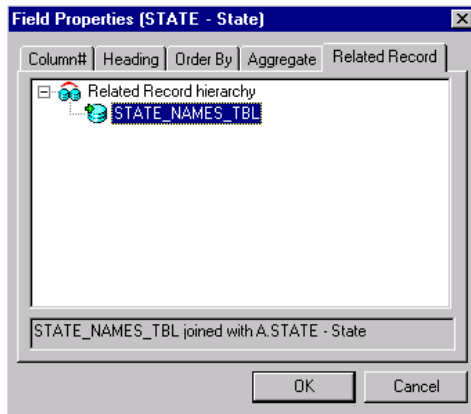 Field Properties (STATE - State)
Column# Heading Order By Aggregate Related Record
Related Record hierarchy
STATE_NAMES_TBL
STATE_NAMES_TBL joined with A.STATE - State
OK Cancel